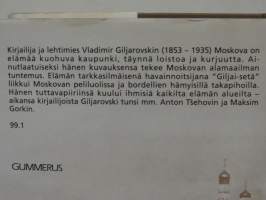 Kirjailija ja lehtimies Vladimir Giljarovskin (1853 – 1935) Moskova on
elämää kuohuva kaupunki, täynnä loistoa ja kurjuutta. Ai-
nutlaatuiseksi hänen kuvauksensa tekee Moskovan alamaailman
tuntemus. Elämän tarkkasilmäisenä havainnoitsijana "Giljai-setä"
liikkui Moskovan peliluolissa ja bordellien hämyisillä takapihoilla.
Hänen tuttavapiiriinsä kuului ihmisiä kaikilta elämän alueilta –
aikansa kirjailijoista Giljarovski tunsi mm. Anton Tšehovin ja Maksim
Gorkin.
99.1
GUMMERUS